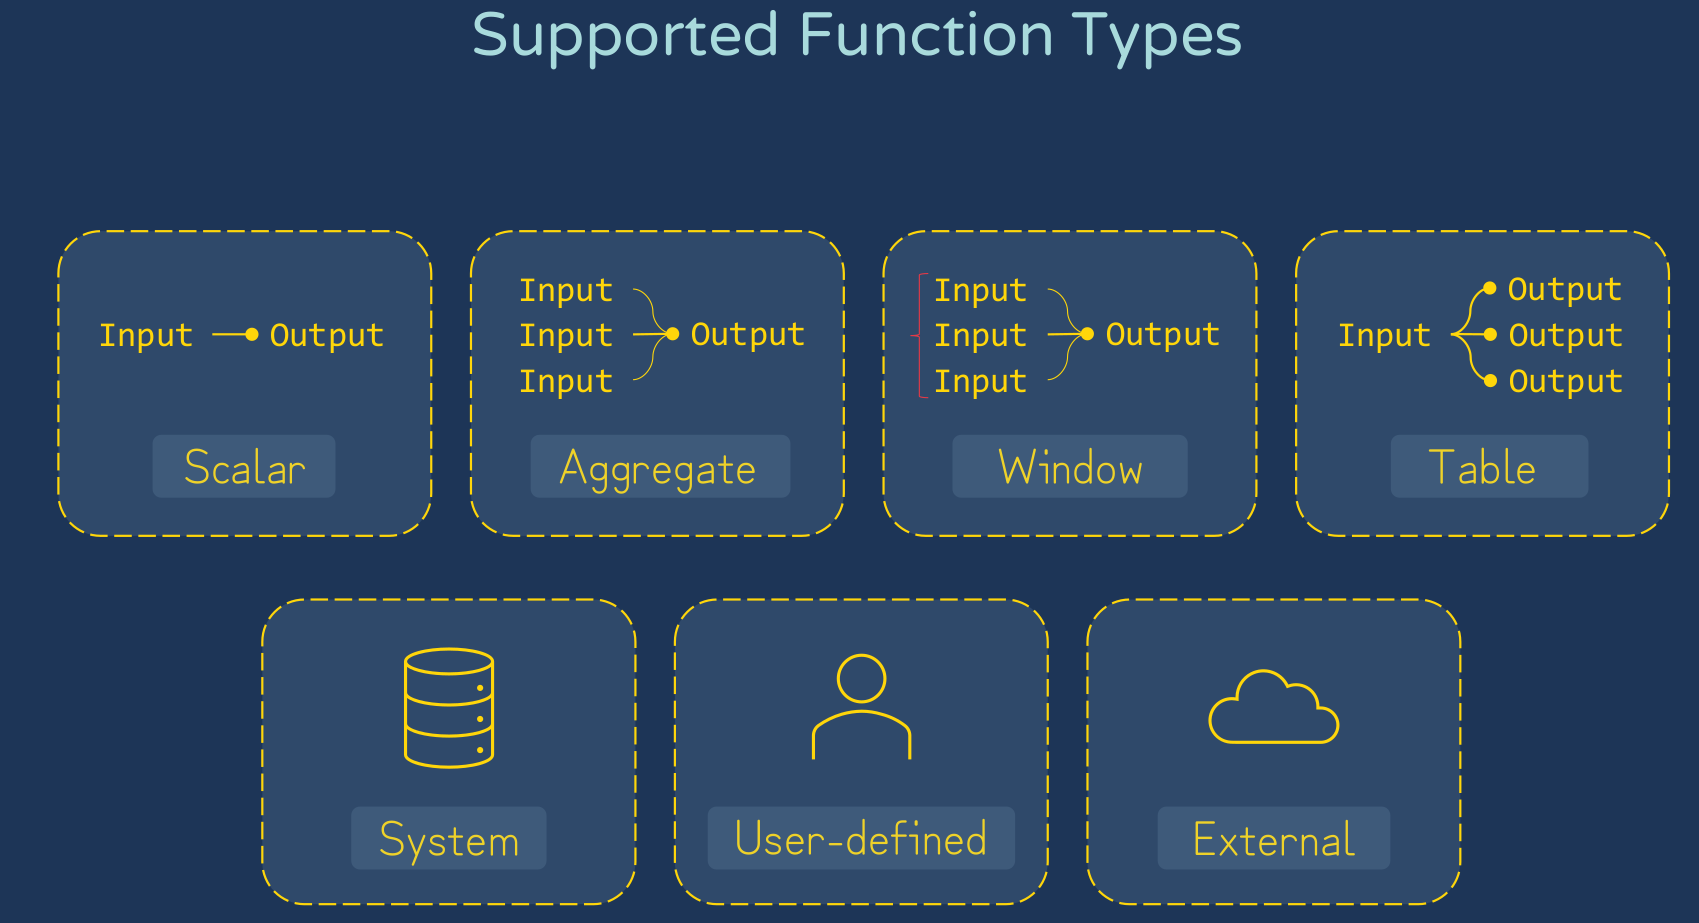 Supported Function Types
Input Output
Scalar
Input
Input Output
Input
Aggregate
Input
Input Output
Input
Window
Output
Input Output
Output
Table
System
User-defined
External